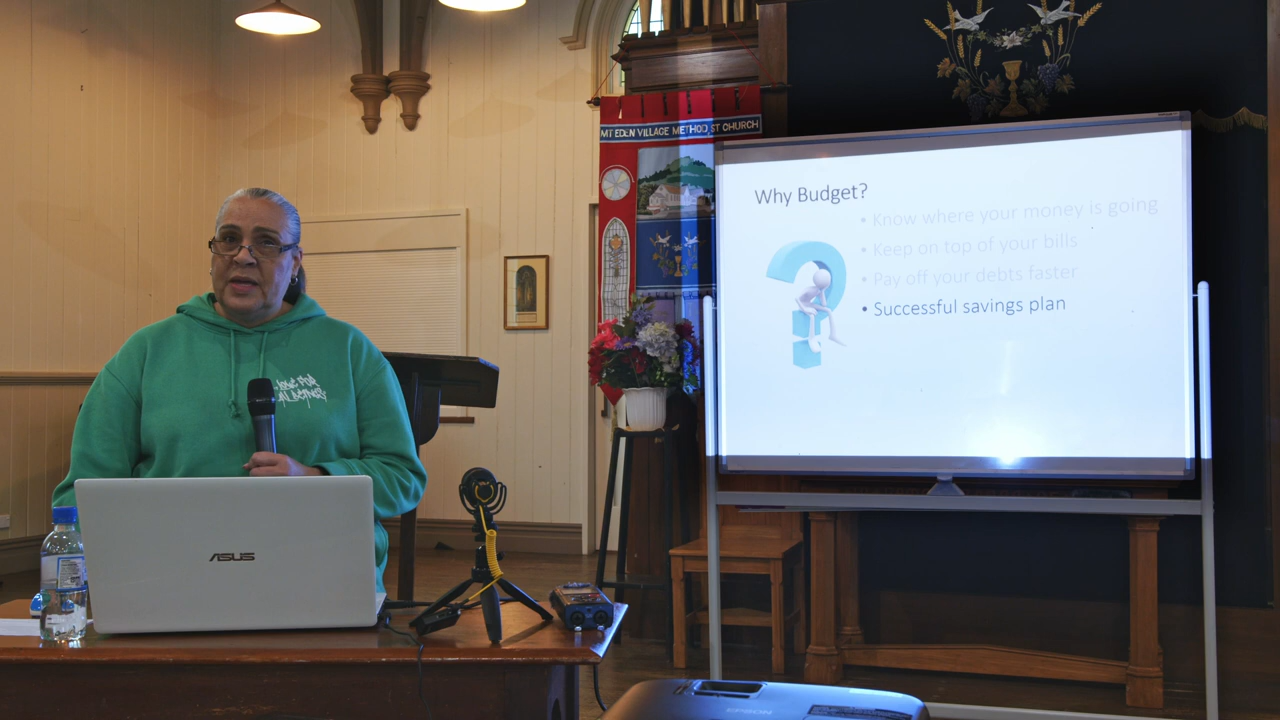 MT EDEN VILLAGE METHODIST CHURCH
Why Budget?
• Know where your money is going
• Keep on top of your bills
• Pay off your debts faster
• Successful savings plan
ASUS
EPSON